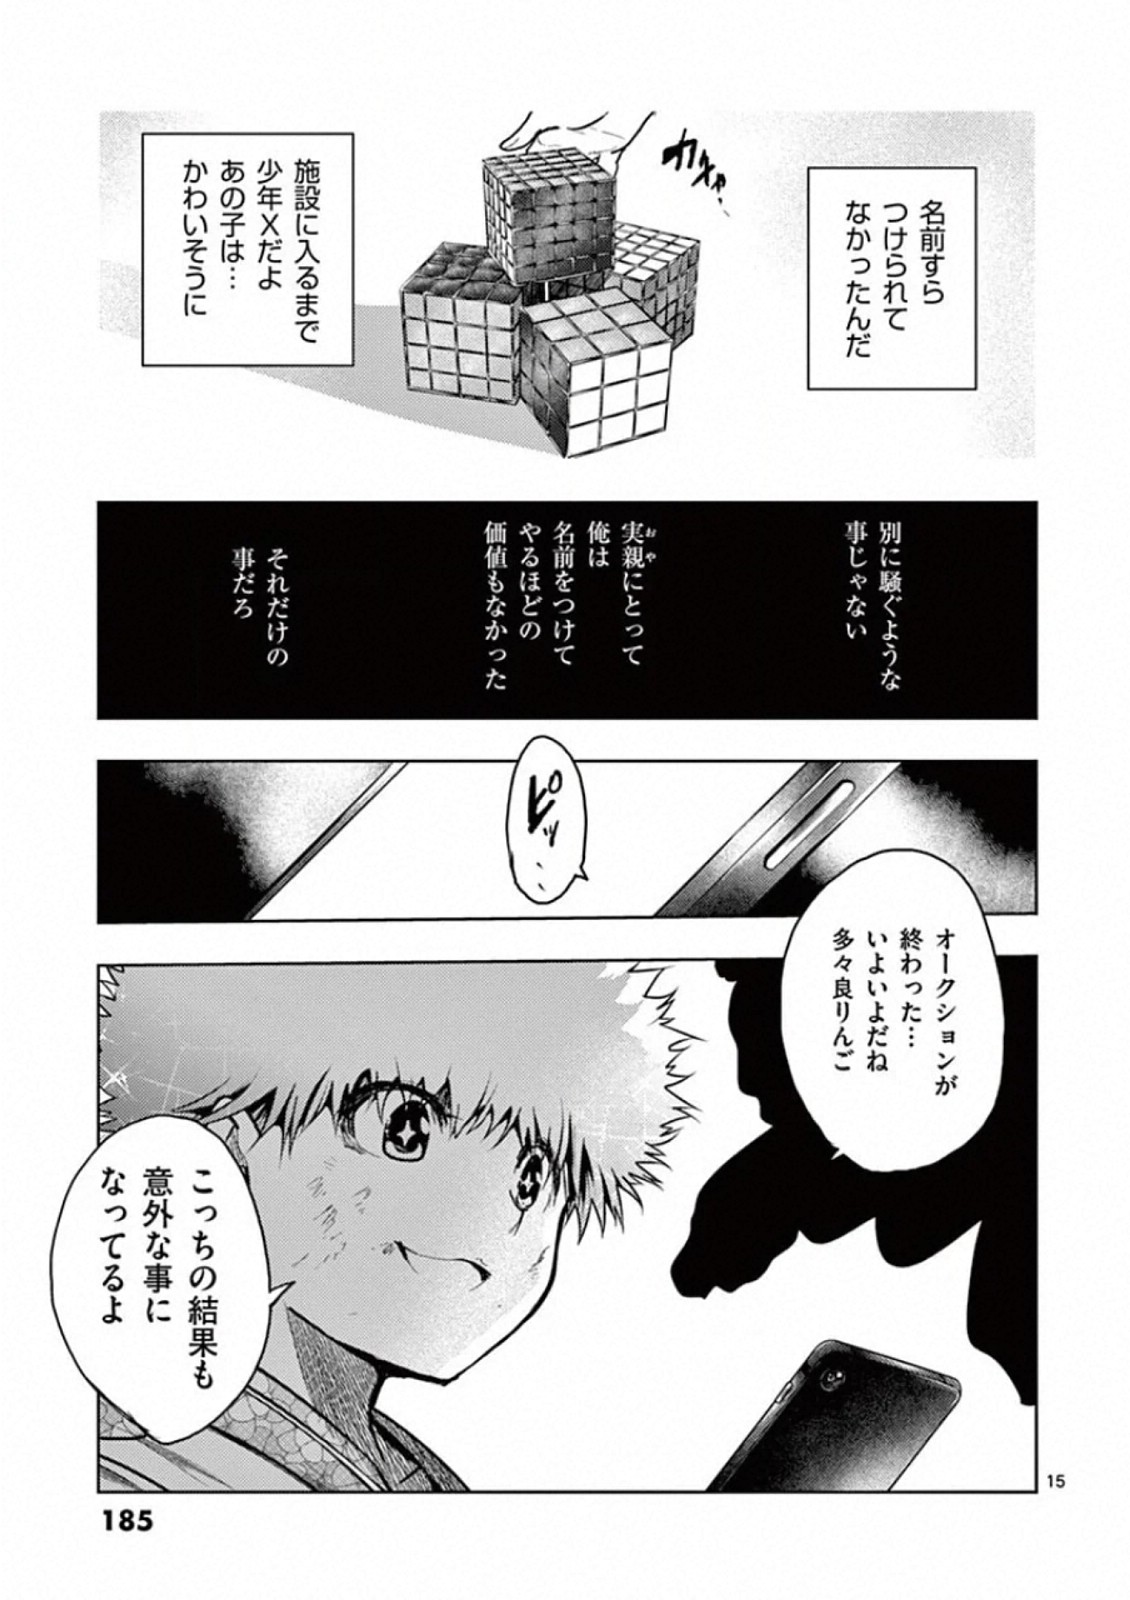 名前すら
つけられて
なかったんだ
カチャ
施設に入るまで
少年Xだよ
あの子は…
かわいそうに
別に騒ぐような
事じゃない
実親にとって
おや
俺は
名前をつけて
やるほどの
価値もなかった
それだけの
事だろ
ピッ…
オークションが
終わった…
いよいよだね
多々良りんご
こっちの結果も
意外な事に
なってるよ
15
185